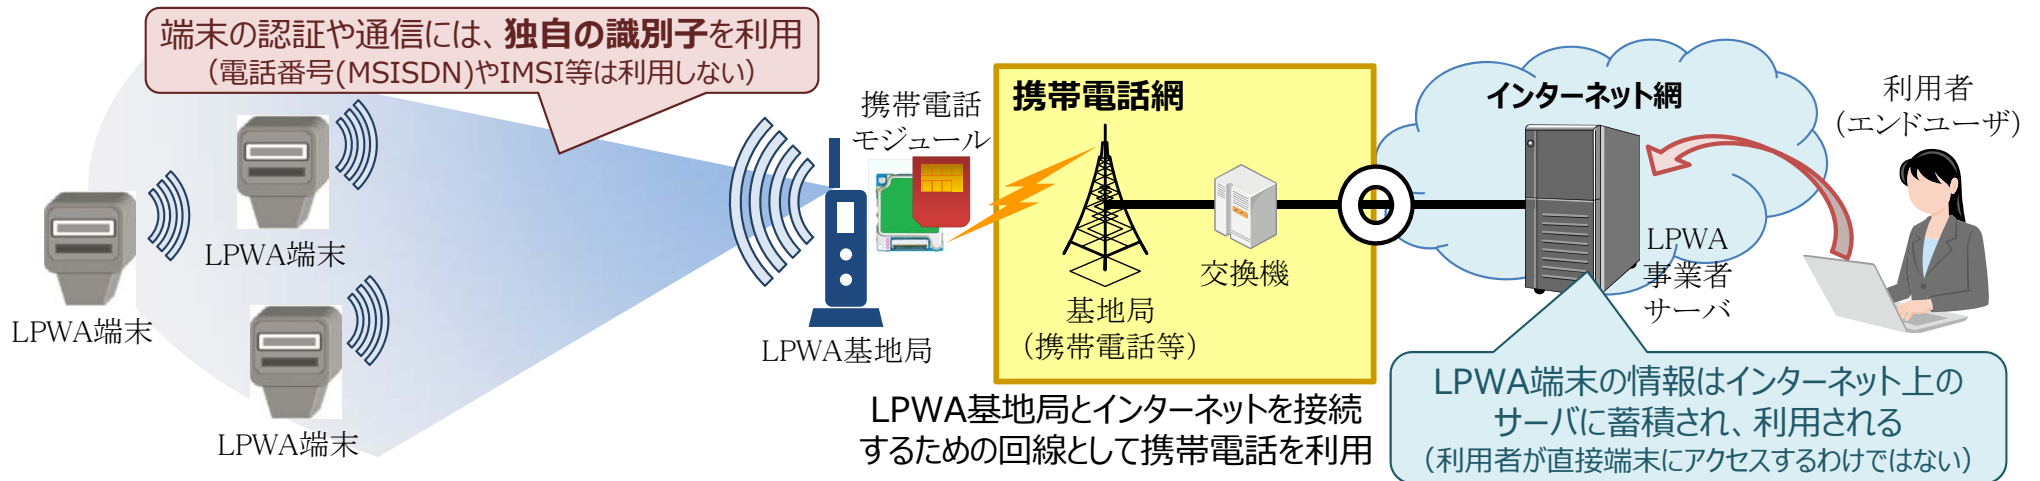 端末の認証や通信には、独自の識別子を利用
（電話番号(MSISDN)やIMSI等は利用しない）
LPWA端末
LPWA端末
LPWA端末
携帯電話
モジュール
LPWA基地局
携帯電話網
基地局
（携帯電話等）
交換機
LPWA基地局とインターネットを接続
するための回線として携帯電話を利用
インターネット網
LPWA
事業者
サーバ
利用者
（エンドユーザ）
LPWA端末の情報はインターネット上の
サーバに蓄積され、利用される
（利用者が直接端末にアクセスするわけではない）